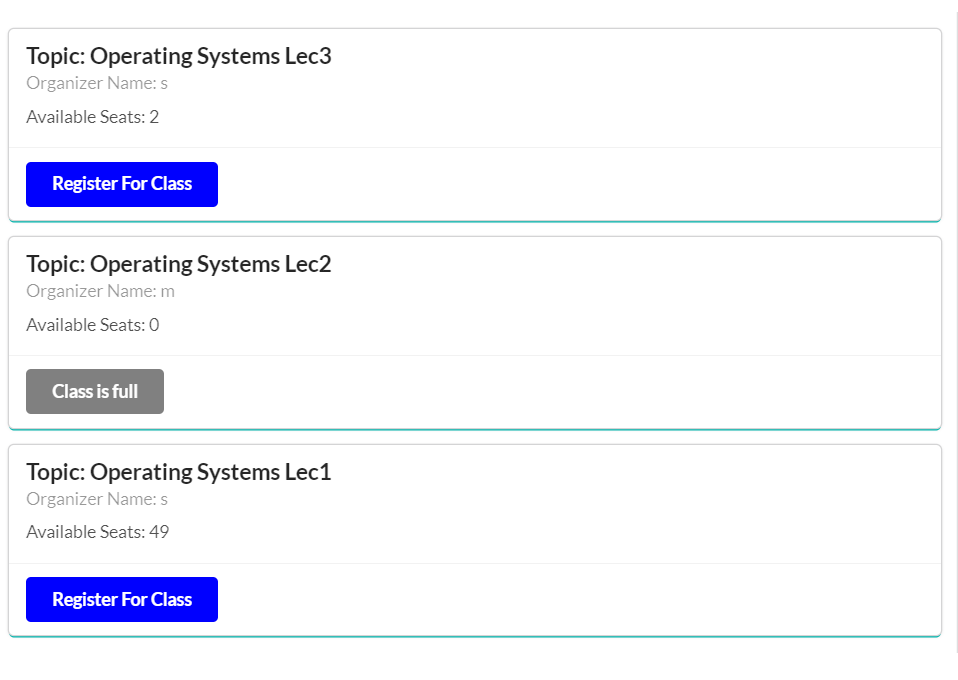 Topic: Operating Systems Lec3
Organizer Name: s
Available Seats: 2
Register For Class
Topic: Operating Systems Lec2
Organizer Name: m
Available Seats: 0
Class is full
Topic: Operating Systems Lec1
Organizer Name: s
Available Seats: 49
Register For Class